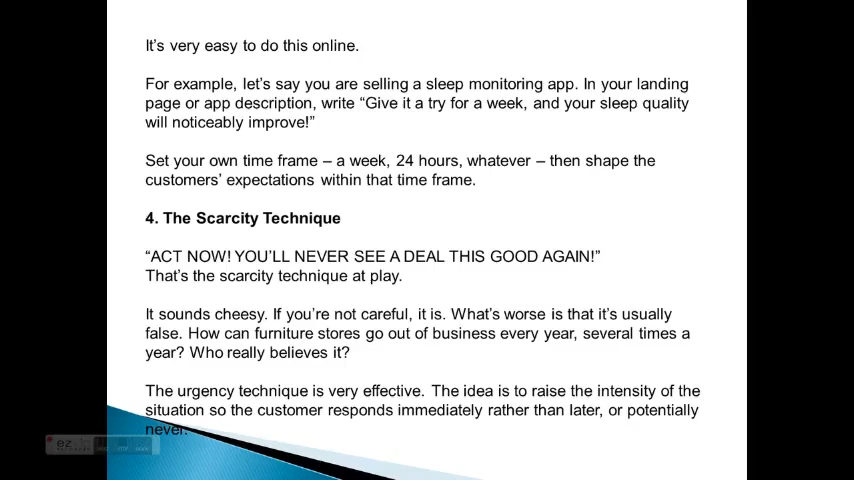 It’s very easy to do this online.
For example, let’s say you are selling a sleep monitoring app. In your landing
page or app description, write “Give it a try for a week, and your sleep quality
will noticeably improve!”
Set your own time frame – a week, 24 hours, whatever – then shape the
customers’ expectations within that time frame.
4. The Scarcity Technique
“ACT NOW! YOU’LL NEVER SEE A DEAL THIS GOOD AGAIN!”
That’s the scarcity technique at play.
It sounds cheesy. If you’re not careful, it is. What’s worse is that it’s usually
false. How can furniture stores go out of business every year, several times a
year? Who really believes it?
The urgency technique is very effective. The idea is to raise the intensity of the
situation so the customer responds immediately rather than later, or potentially
never.
ez